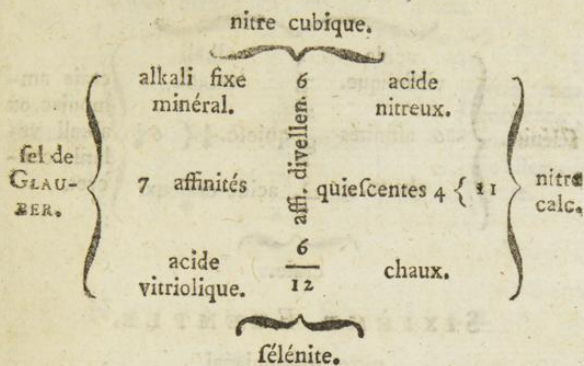 nitre cubique.
alkali fixe 6 acide
minéral. nitreux.
sel de GLAU-BER.
7 affinités affi. divellen. quiescentes 4 { 11
nitre calc.
6
acide vitriolique. 12 chaux.
sélénite.